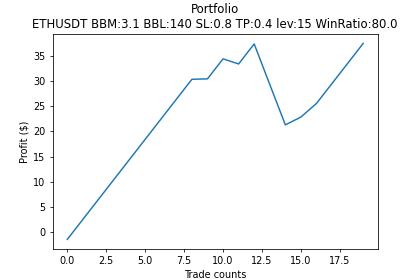 Portfolio
ETHUSDT BBM:3.1 BBL:140 SL:0.8 TP:0.4 lev:15 WinRatio:80.0
35
30
25
20
15
10
5
0
Profit ($)
0.0 2.5 5.0 7.5 10.0 12.5 15.0 17.5
Trade counts